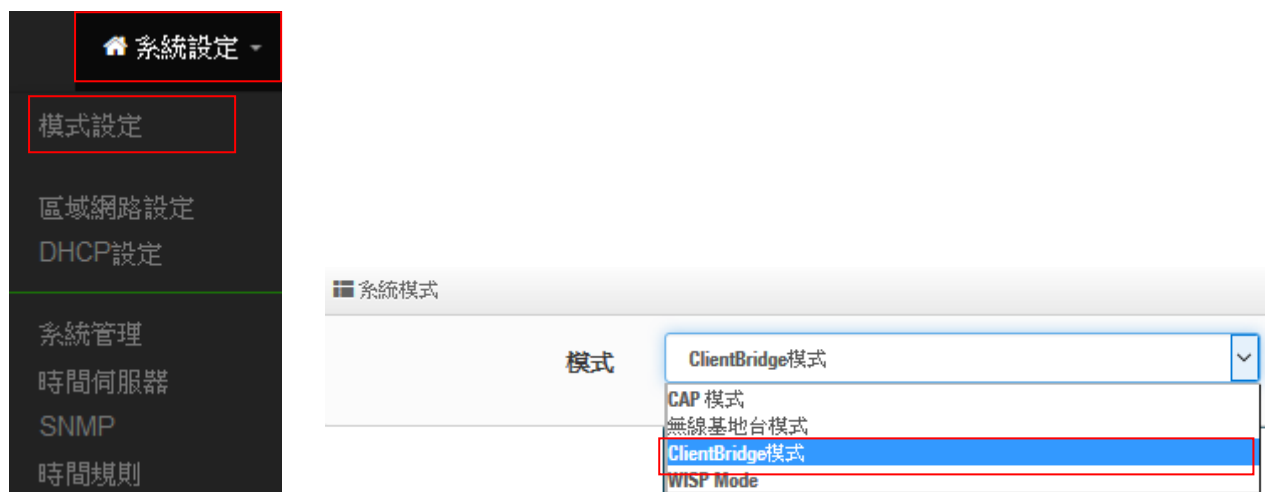 系統設定
模式設定
區域網路設定
DHCP設定
系統管理
時間伺服器
SNMP
時間規則
系統模式
模式
ClientBridge模式
CAP 模式
無線基地台模式
ClientBridge模式
WISP Mode